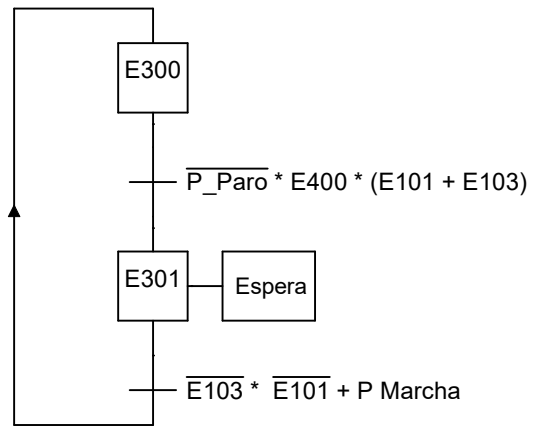 E300
P_Paro * E400 * (E101 + E103)
E301
Espera
E103 * E101 + P Marcha